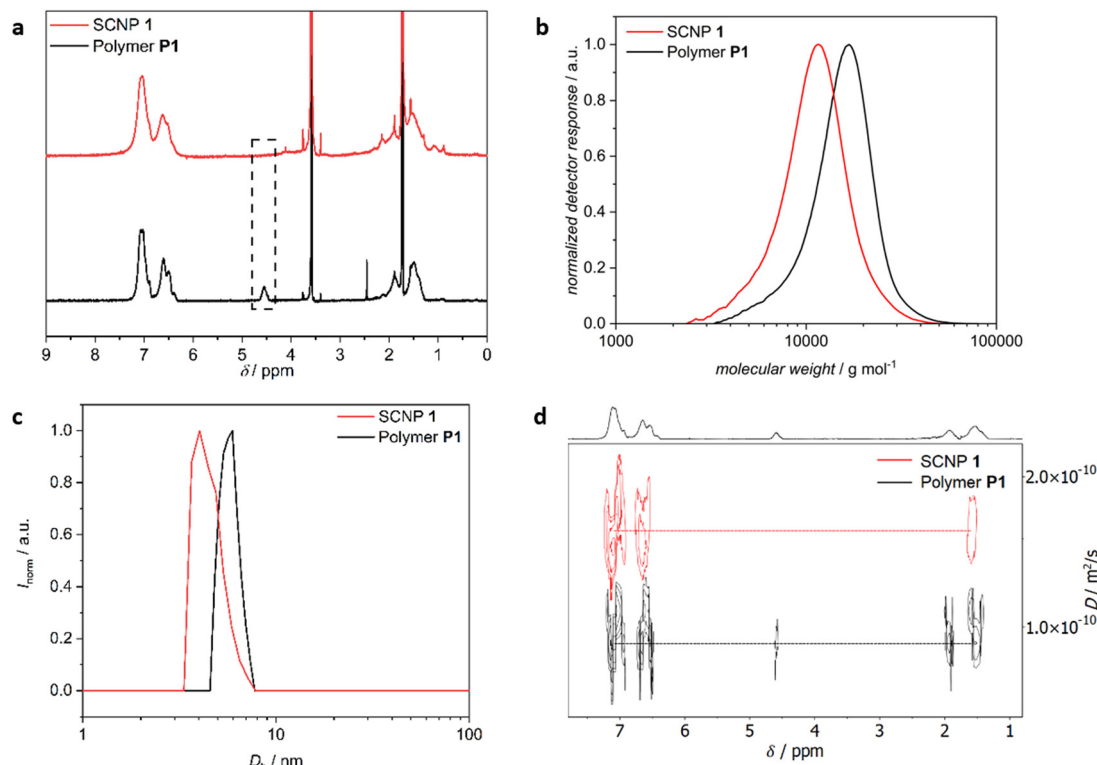 a
SCNP 1
Polymer P1
9 8 7 6 5 4 3 2 1 0
δ / ppm
b
SCNP 1
Polymer P1
normalized detector response / a.u.
1.0
0.8
0.6
0.4
0.2
0.0
1000 10000 100000
molecular weight / g mol-1
c
SCNP 1
Polymer P1
Inorm / a.u.
1.0
0.8
0.6
0.4
0.2
0.0
1 10 100
/ nm
d
SCNP 1
Polymer P1
2.0×10-10
1.0×10-10
D / m2/s
7 6 5 4 3 2 1
δ / ppm